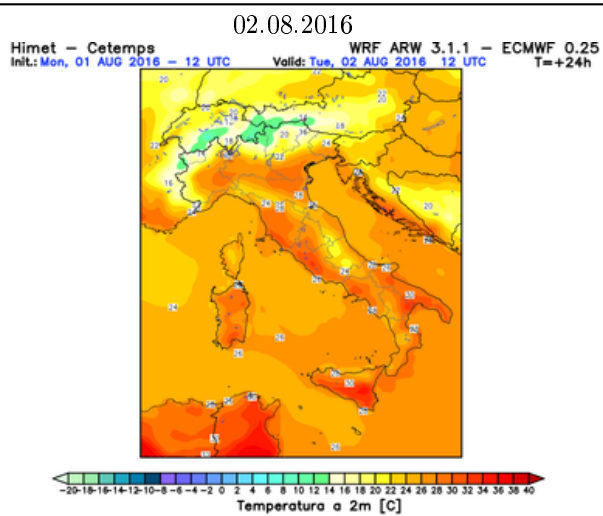 02.08.2016
Himet – Cetemps WRF ARW 3.1.1 – ECMWF 0.25
Init.: Mon, 01 AUG 2016 – 12 UTC Valid: Tue, 02 AUG 2016 12 UTC T=+24h
-20-18-16-14-12-10-8 -6 -4 -2 0 2 4 6 8 10 12 14 16 18 20 22 24 26 28 30 32 34 36 38 40
Temperatura a 2m [C]